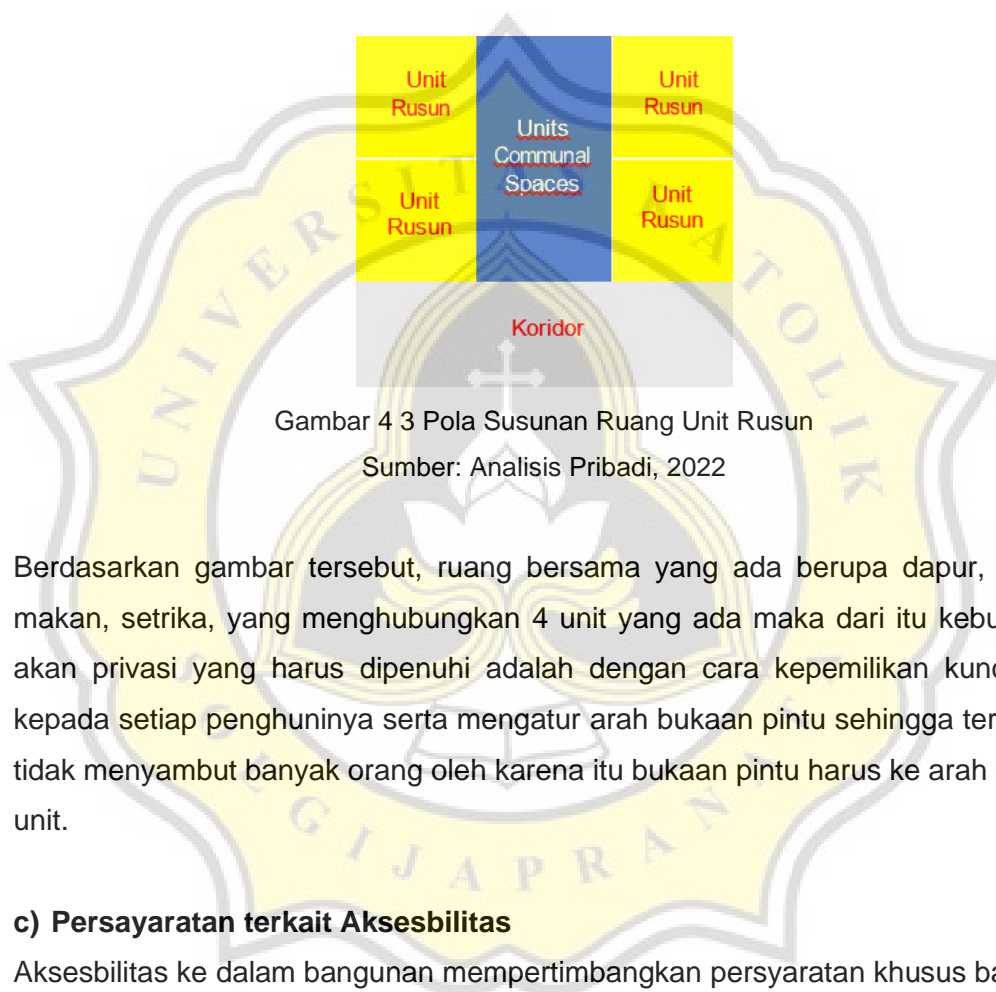 Unit
Rusun
Units
Communal
Spaces
Unit
Rusun
Unit
Rusun
Unit
Rusun
Koridor
UNIVERSITAS KATOLIK
SOEGIJAPRANATA
Gambar 4 3 Pola Susunan Ruang Unit Rusun
Sumber: Analisis Pribadi, 2022
Berdasarkan gambar tersebut, ruang bersama yang ada berupa dapur,
makan, setrika, yang menghubungkan 4 unit yang ada maka dari itu kebu
akan privasi yang harus dipenuhi adalah dengan cara kepemilikan kunc
kepada setiap penghuninya serta mengatur arah bukaan pintu sehingga ter
tidak menyambut banyak orang oleh karena itu bukaan pintu harus ke arah
unit.
c) Persayaratan terkait Aksesbilitas
Aksesbilitas ke dalam bangunan mempertimbangkan persyaratan khusus ba